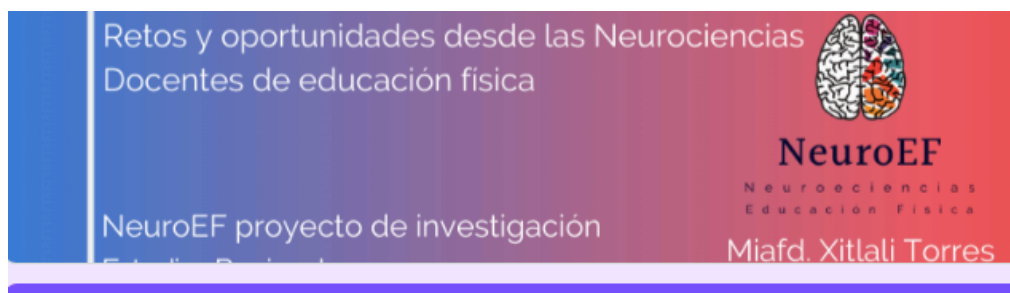 Retos y oportunidades desde las Neurociencias
Docentes de educación física
NeuroEF
Neuroeciencias
Educación Física
NeuroEF proyecto de investigación
Miafd. Xitlali Torres